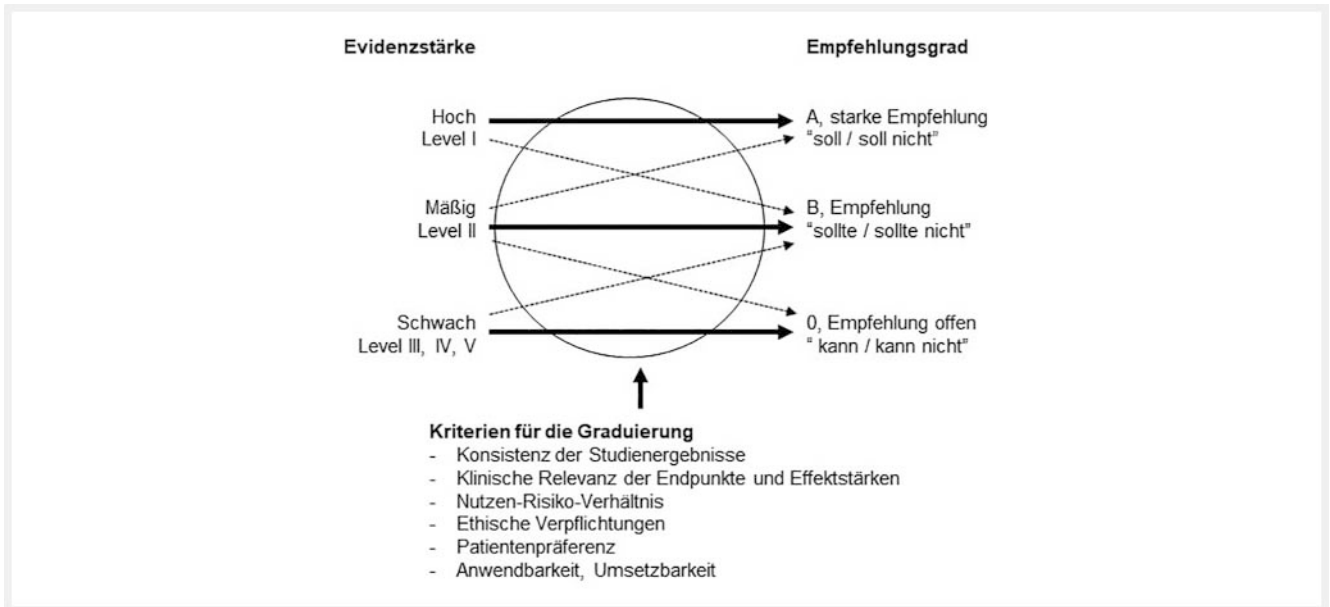 Evidenzstärke
Empfehlungsgrad
Hoch
Level I
A, starke Empfehlung
“soll / soll nicht”
Mäßig
Level II
B, Empfehlung
“sollte / sollte nicht”
Schwach
Level III, IV, V
0, Empfehlung offen
“ kann / kann nicht”
Kriterien für die Graduierung
- Konsistenz der Studienergebnisse
- Klinische Relevanz der Endpunkte und Effektstärken
- Nutzen-Risiko-Verhältnis
- Ethische Verpflichtungen
- Patientenpräferenz
- Anwendbarkeit, Umsetzbarkeit